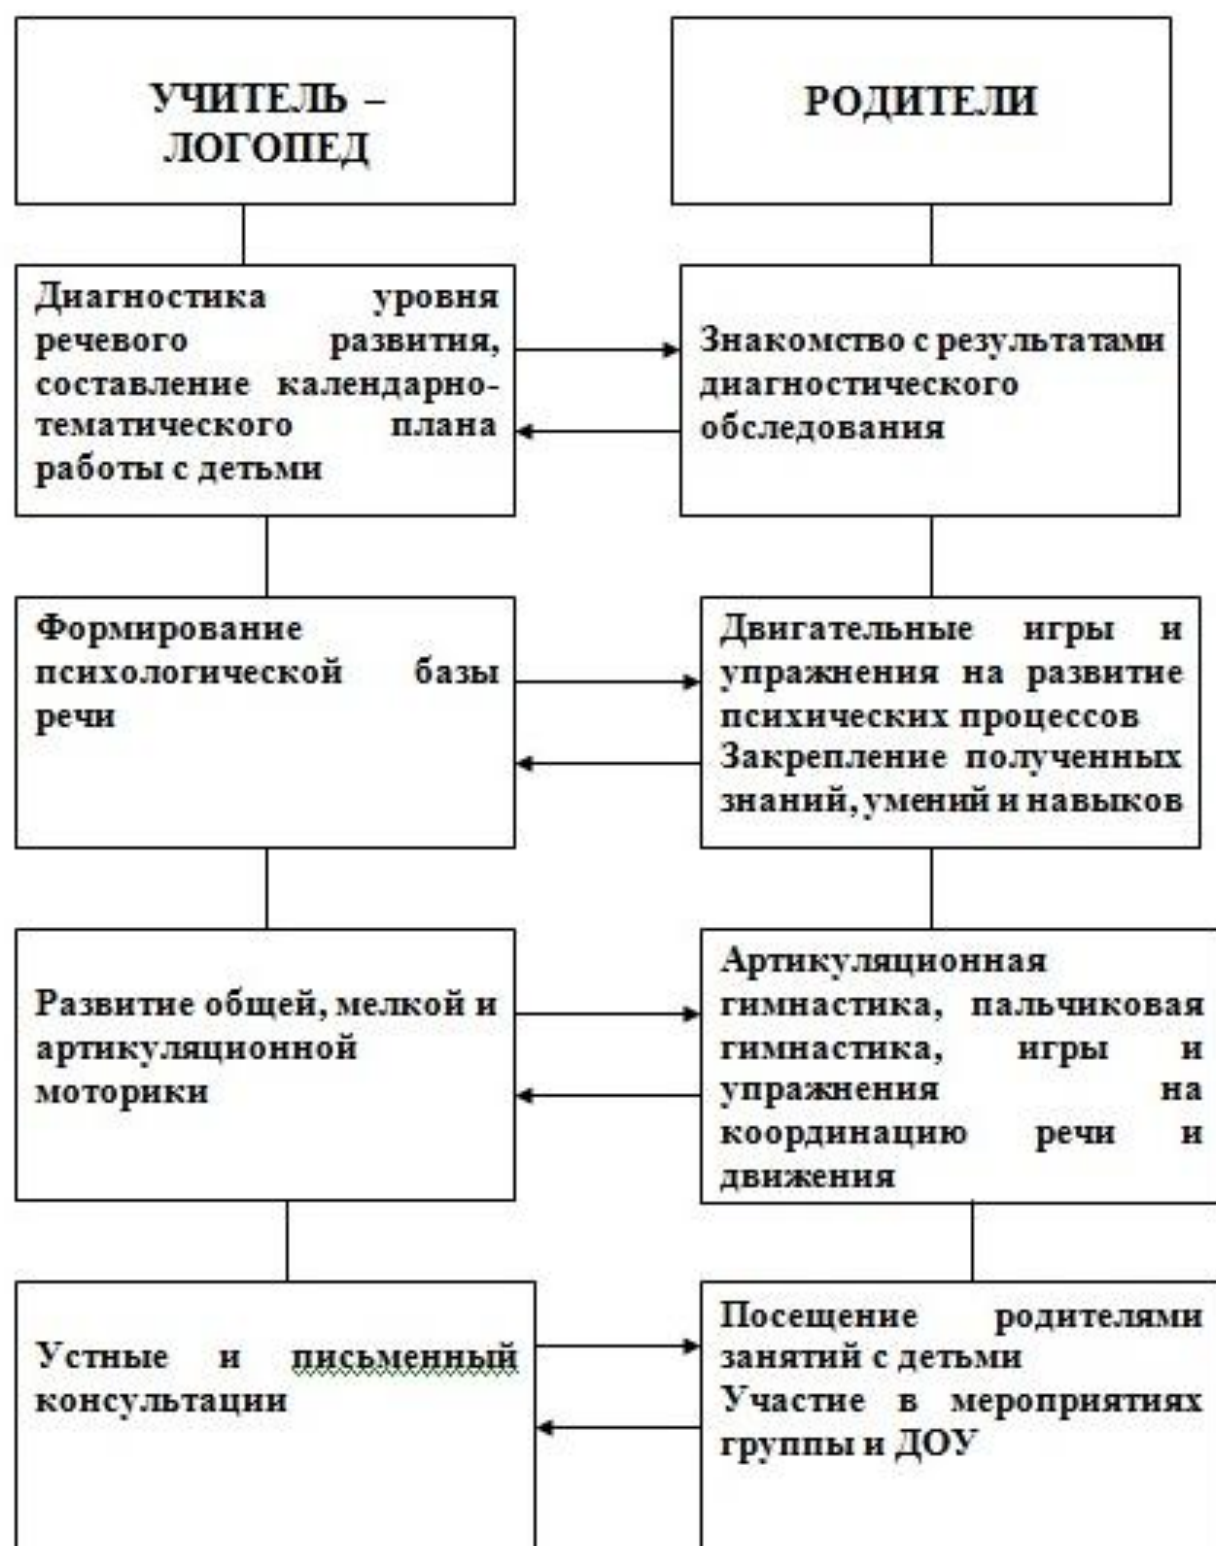 УЧИТЕЛЬ –
ЛОГОПЕД
РОДИТЕЛИ
Диагностика уровня
речевого развития,
составление календарно-
тематического плана
работы с детьми
Знакомство с результатами
диагностического
обследования
Формирование
психологической базы
речи
Двигательные игры и
упражнения на развитие
психических процессов
Закрепление полученных
знаний, умений и навыков
Развитие общей, мелкой и
артикуляционной
моторики
Артикуляционная
гимнастика, пальчиковая
гимнастика, игры и
упражнения на
координацию речи и
движения
Устные и письменный
консультации
Посещение родителями
занятий с детьми
Участие в мероприятиях
группы и ДОУ